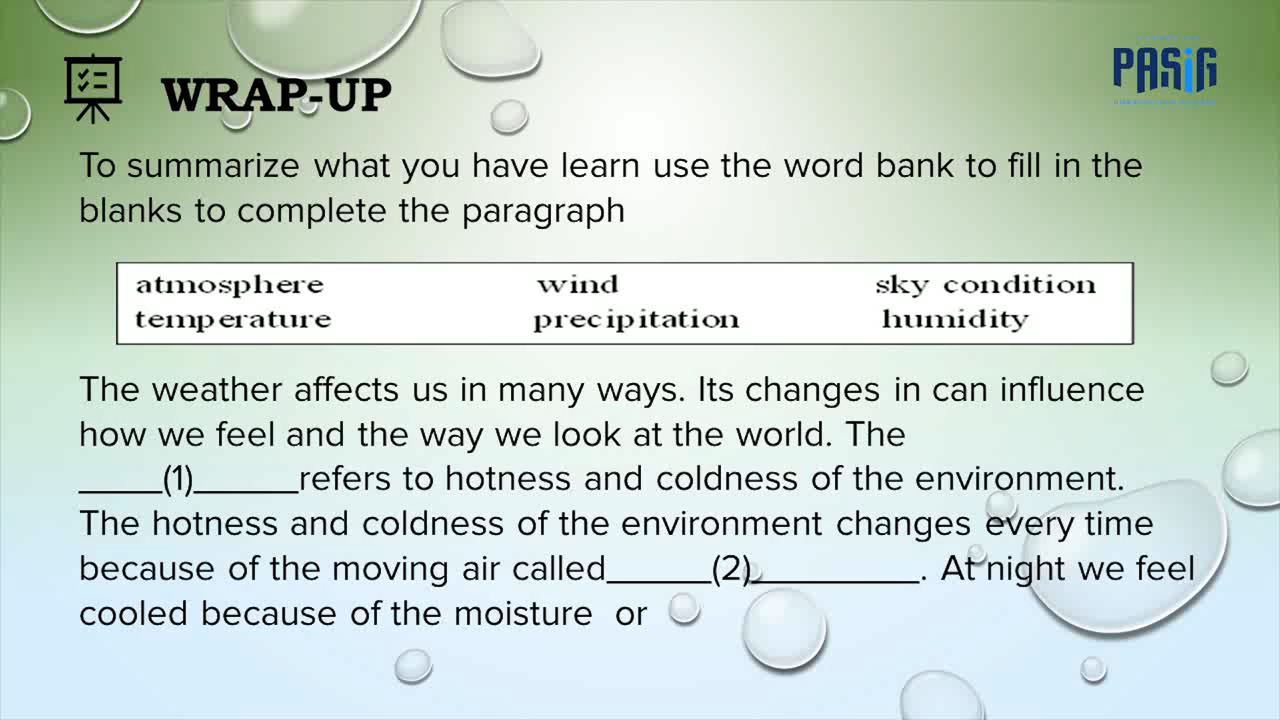 PASiG
WRAP-UP
To summarize what you have learn use the word bank to fill in the
blanks to complete the paragraph
atmosphere wind sky condition
temperature precipitation humidity
The weather affects us in many ways. Its changes in can influence
how we feel and the way we look at the world. The
_____(1)______refers to hotness and coldness of the environment.
The hotness and coldness of the environment changes every time
because of the moving air called______(2)__________. At night we feel
cooled because of the moisture or